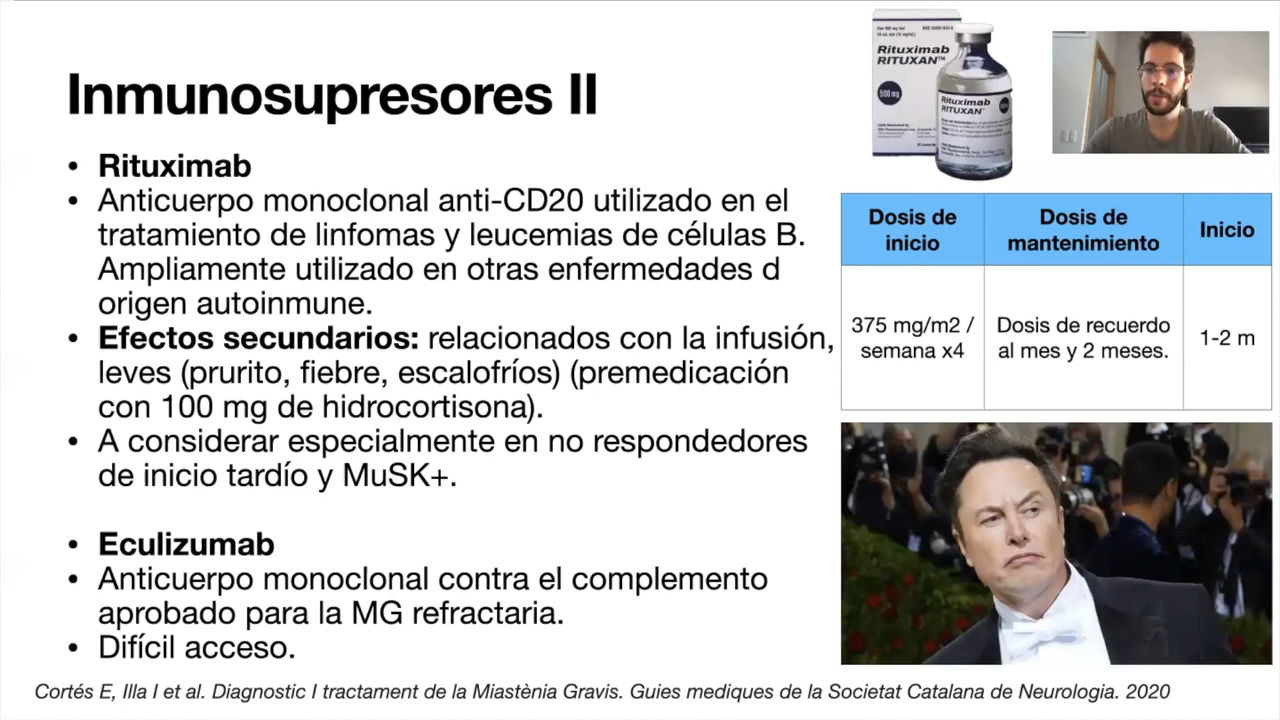 Inmunosupresores II
• Rituximab
• Anticuerpo monoclonal anti-CD20 utilizado en el
tratamiento de linfomas y leucemias de células B.
Ampliamente utilizado en otras enfermedades d
origen autoinmune.
• Efectos secundarios: relacionados con la infusión,
leves (prurito, fiebre, escalofríos) (premedicación
con 100 mg de hidrocortisona).
• A considerar especialmente en no respondedores
de inicio tardío y MuSK+.
• Eculizumab
• Anticuerpo monoclonal contra el complemento
aprobado para la MG refractaria.
• Difícil acceso.
Rituximab
RITUXAN™
500 mg
Rituximab
RITUXAN
Dosis de
inicio
Dosis de
mantenimiento
Inicio
375 mg/m2 /
semana x4
Dosis de recuerdo
al mes y 2 meses.
1-2 m
Cortés E, Illa I et al. Diagnostic I tractament de la Miastènia Gravis. Guies mediques de la Societat Catalana de Neurologia. 2020